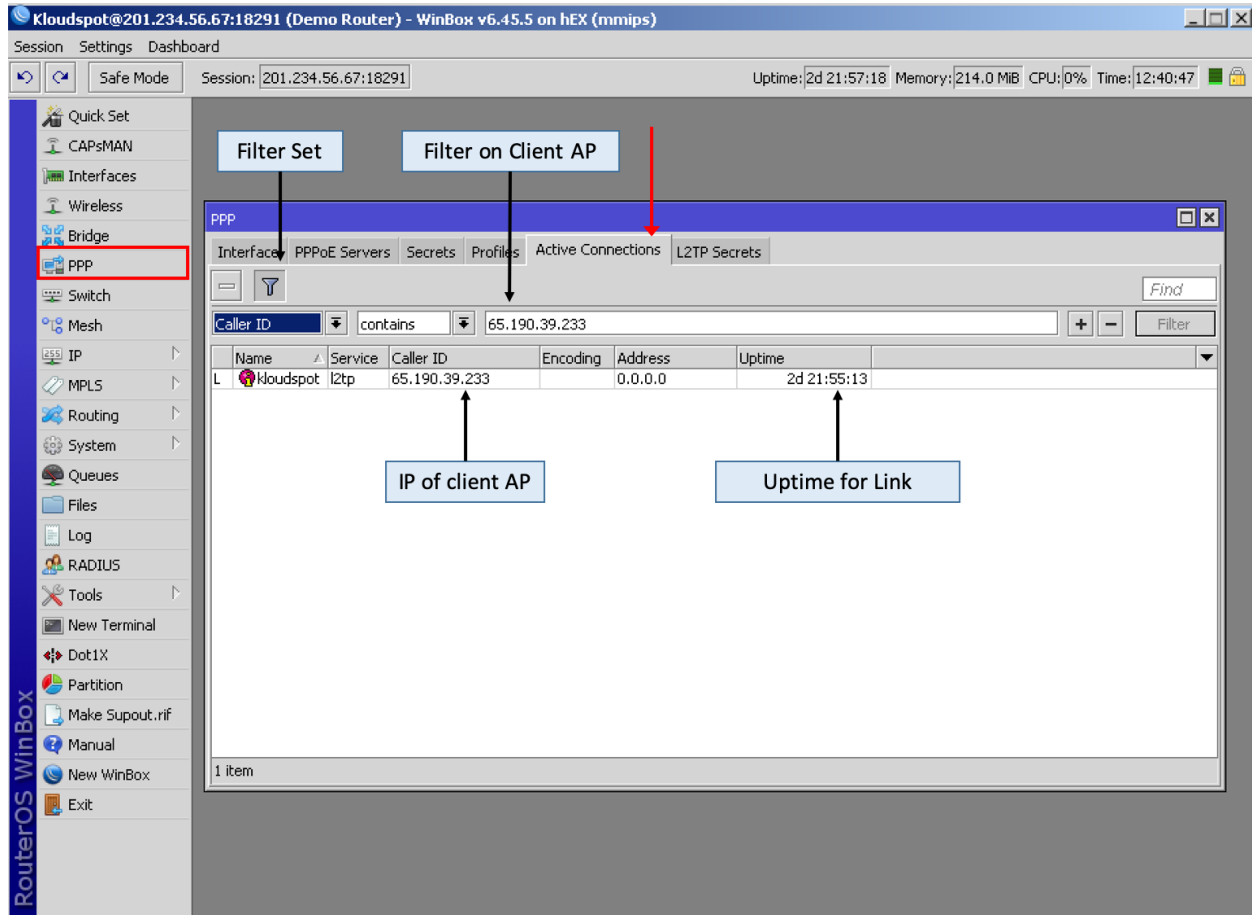 Kloudspot@201.234.56.67:18291 (Demo Router) - WinBox v6.45.5 on hEX (mmips)
Session Settings Dashboard
Safe Mode Session: 201.234.56.67:18291 Uptime: 2d 21:57:18 Memory: 214.0 MiB CPU: 0% Time: 12:40:47
Quick Set
CAPsMAN
Interfaces
Wireless
Bridge
PPP
Switch
Mesh
IP
MPLS
Routing
System
Queues
Files
Log
RADIUS
Tools
New Terminal
Dot1X
Partition
Make Supout.rif
Manual
New WinBox
Exit
RouterOS WinBox
Filter Set
Filter on Client AP
PPP
Interface PPPoE Servers Secrets Profiles Active Connections L2TP Secrets
Find
Caller ID contains 65.190.39.233 + - Filter
Name Service Caller ID Encoding Address Uptime
L kloudspot l2tp 65.190.39.233 0.0.0.0 2d 21:55:13
IP of client AP
Uptime for Link
1 item